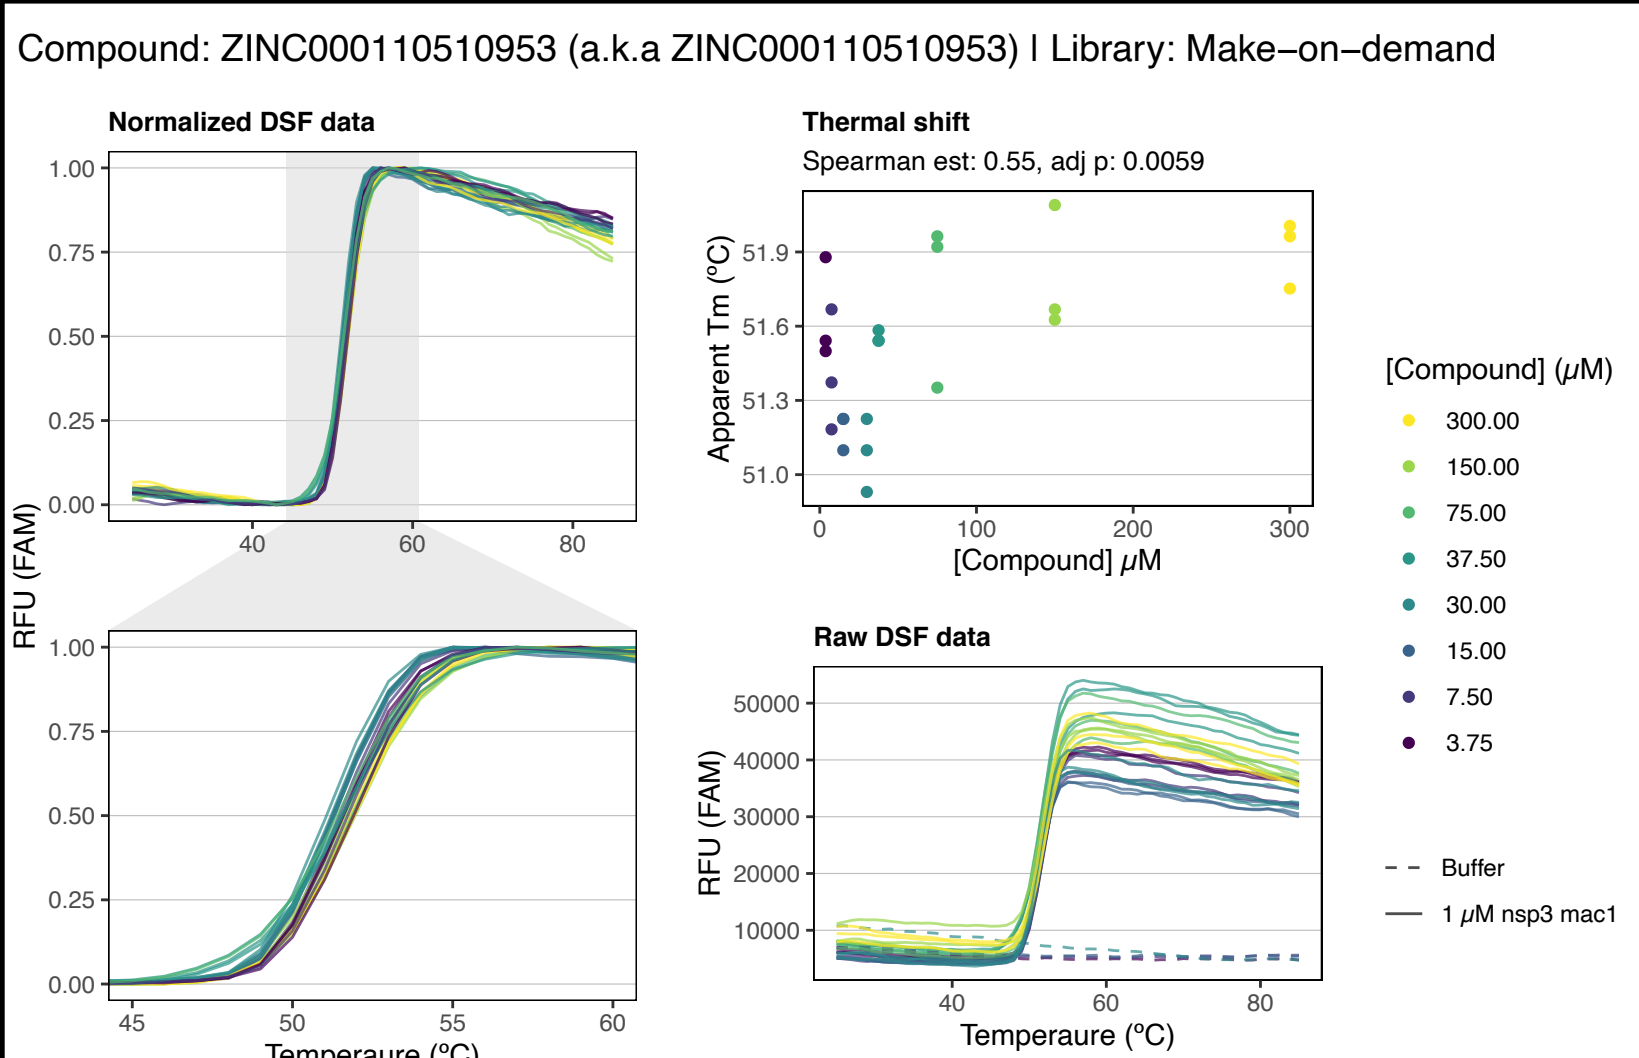 Compound: ZINC000110510953 (a.k.a ZINC000110510953) | Library: Make−on−demand
Normalized DSF data
1.00
0.75
0.50
0.25
0.00
40
60
80
RFU (FAM)
1.00
0.75
0.50
0.25
0.00
45
50
55
60
Temperaure (ºC)
Thermal shift
Spearman est: 0.55, adj p: 0.0059
Apparent Tm (ºC)
51.9
51.6
51.3
51.0
0
100
200
300
[Compound] µM
Raw DSF data
RFU (FAM)
50000
40000
30000
20000
10000
40
60
80
Temperaure (ºC)
[Compound] (µM)
300.00
150.00
75.00
37.50
30.00
15.00
7.50
3.75
Buffer
1 µM nsp3 mac1